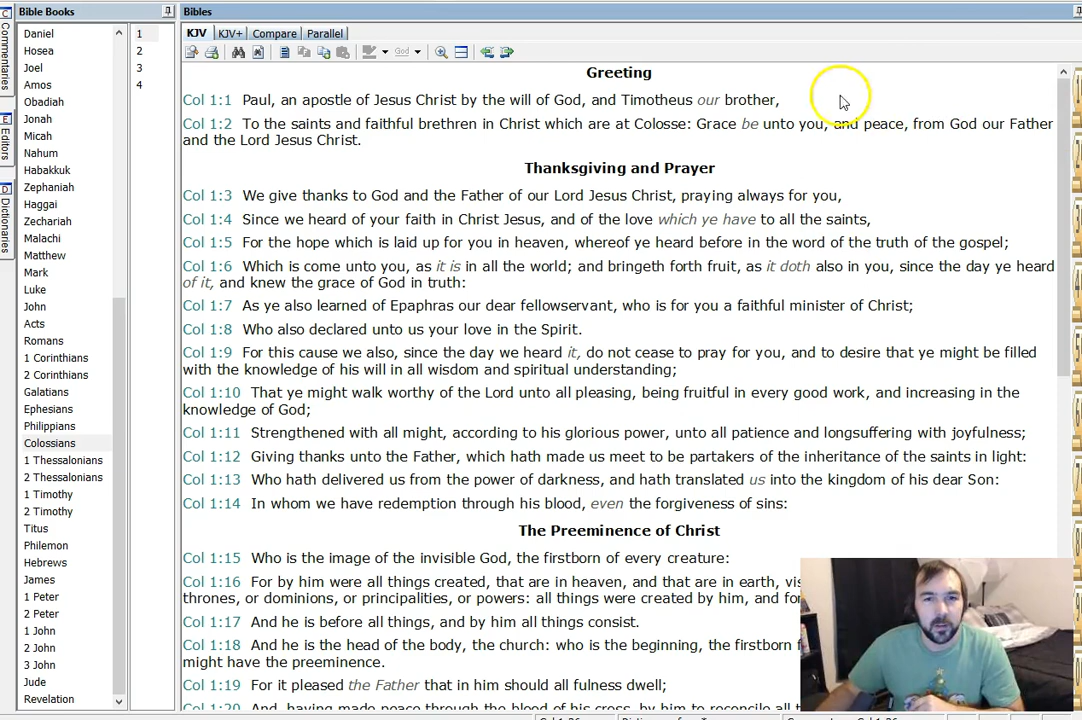 Bible Books
Bibles
Commentaries
Editors
Dictionaries
Daniel
Hosea
Joel
Amos
Obadiah
Jonah
Micah
Nahum
Habakkuk
Zephaniah
Haggai
Zechariah
Malachi
Matthew
Mark
Luke
John
Acts
Romans
1 Corinthians
2 Corinthians
Galatians
Ephesians
Philippians
Colossians
1 Thessalonians
2 Thessalonians
1 Timothy
2 Timothy
Titus
Philemon
Hebrews
James
1 Peter
2 Peter
1 John
2 John
3 John
Jude
Revelation
1
2
3
4
KJV KJV+ Compare Parallel
God
Greeting
Col 1:1 Paul, an apostle of Jesus Christ by the will of God, and Timotheus our brother,
Col 1:2 To the saints and faithful brethren in Christ which are at Colosse: Grace be unto you, and peace, from God our Father
and the Lord Jesus Christ.
Thanksgiving and Prayer
Col 1:3 We give thanks to God and the Father of our Lord Jesus Christ, praying always for you,
Col 1:4 Since we heard of your faith in Christ Jesus, and of the love which ye have to all the saints,
Col 1:5 For the hope which is laid up for you in heaven, whereof ye heard before in the word of the truth of the gospel;
Col 1:6 Which is come unto you, as it is in all the world; and bringeth forth fruit, as it doth also in you, since the day ye heard
of it, and knew the grace of God in truth:
Col 1:7 As ye also learned of Epaphras our dear fellowservant, who is for you a faithful minister of Christ;
Col 1:8 Who also declared unto us your love in the Spirit.
Col 1:9 For this cause we also, since the day we heard it, do not cease to pray for you, and to desire that ye might be filled
with the knowledge of his will in all wisdom and spiritual understanding;
Col 1:10 That ye might walk worthy of the Lord unto all pleasing, being fruitful in every good work, and increasing in the
knowledge of God;
Col 1:11 Strengthened with all might, according to his glorious power, unto all patience and longsuffering with joyfulness;
Col 1:12 Giving thanks unto the Father, which hath made us meet to be partakers of the inheritance of the saints in light:
Col 1:13 Who hath delivered us from the power of darkness, and hath translated us into the kingdom of his dear Son:
Col 1:14 In whom we have redemption through his blood, even the forgiveness of sins:
The Preeminence of Christ
Col 1:15 Who is the image of the invisible God, the firstborn of every creature:
Col 1:16 For by him were all things created, that are in heaven, and that are in earth,
thrones, or dominions, or principalities, or powers: all things were created by him, and
Col 1:17 And he is before all things, and by him all things consist.
Col 1:18 And he is the head of the body, the church: who is the beginning, the firstborn
might have the preeminence.
Col 1:19 For it pleased the Father that in him should all fulness dwell;
Col 1:20 And, having made peace through the blood of his cross, by him to reconcile all